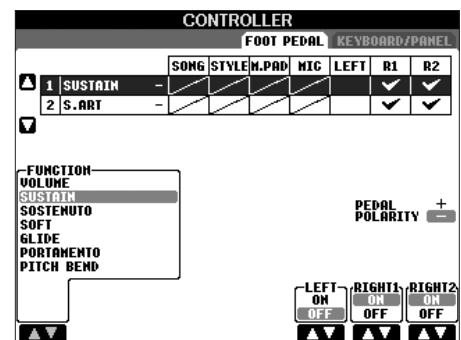 CONTROLLER
FOOT PEDAL KEYBOARD/PANEL
SONG STYLE M.PAD MIC LEFT R1 R2
1 SUSTAIN –
2 S.ART –
FUNCTION
VOLUME
SUSTAIN
SOSTENUTO
SOFT
GLIDE
PORTAMENTO
PITCH BEND
PEDAL +
POLARITY –
LEFT RIGHT1 RIGHT2
ON ON ON
OFF OFF OFF